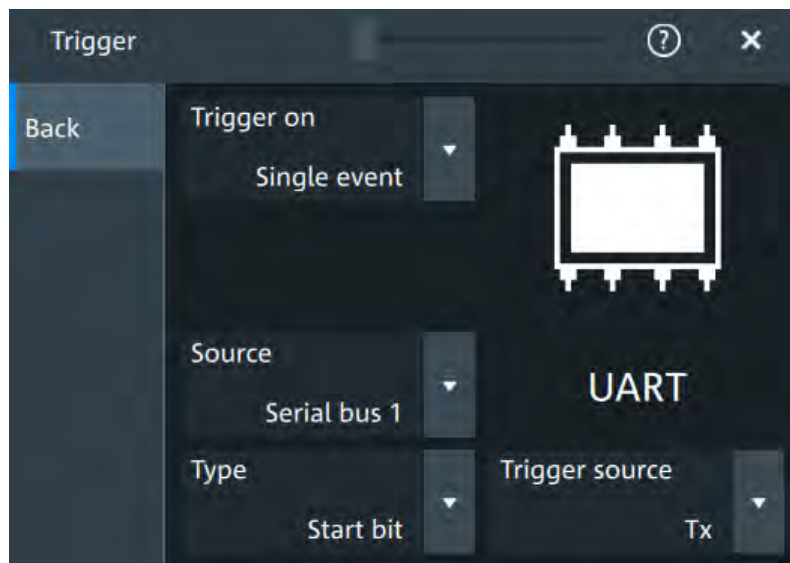 Trigger
?
Back
Trigger on
Single event
Source
Serial bus 1
UART
Type
Start bit
Trigger source
Tx